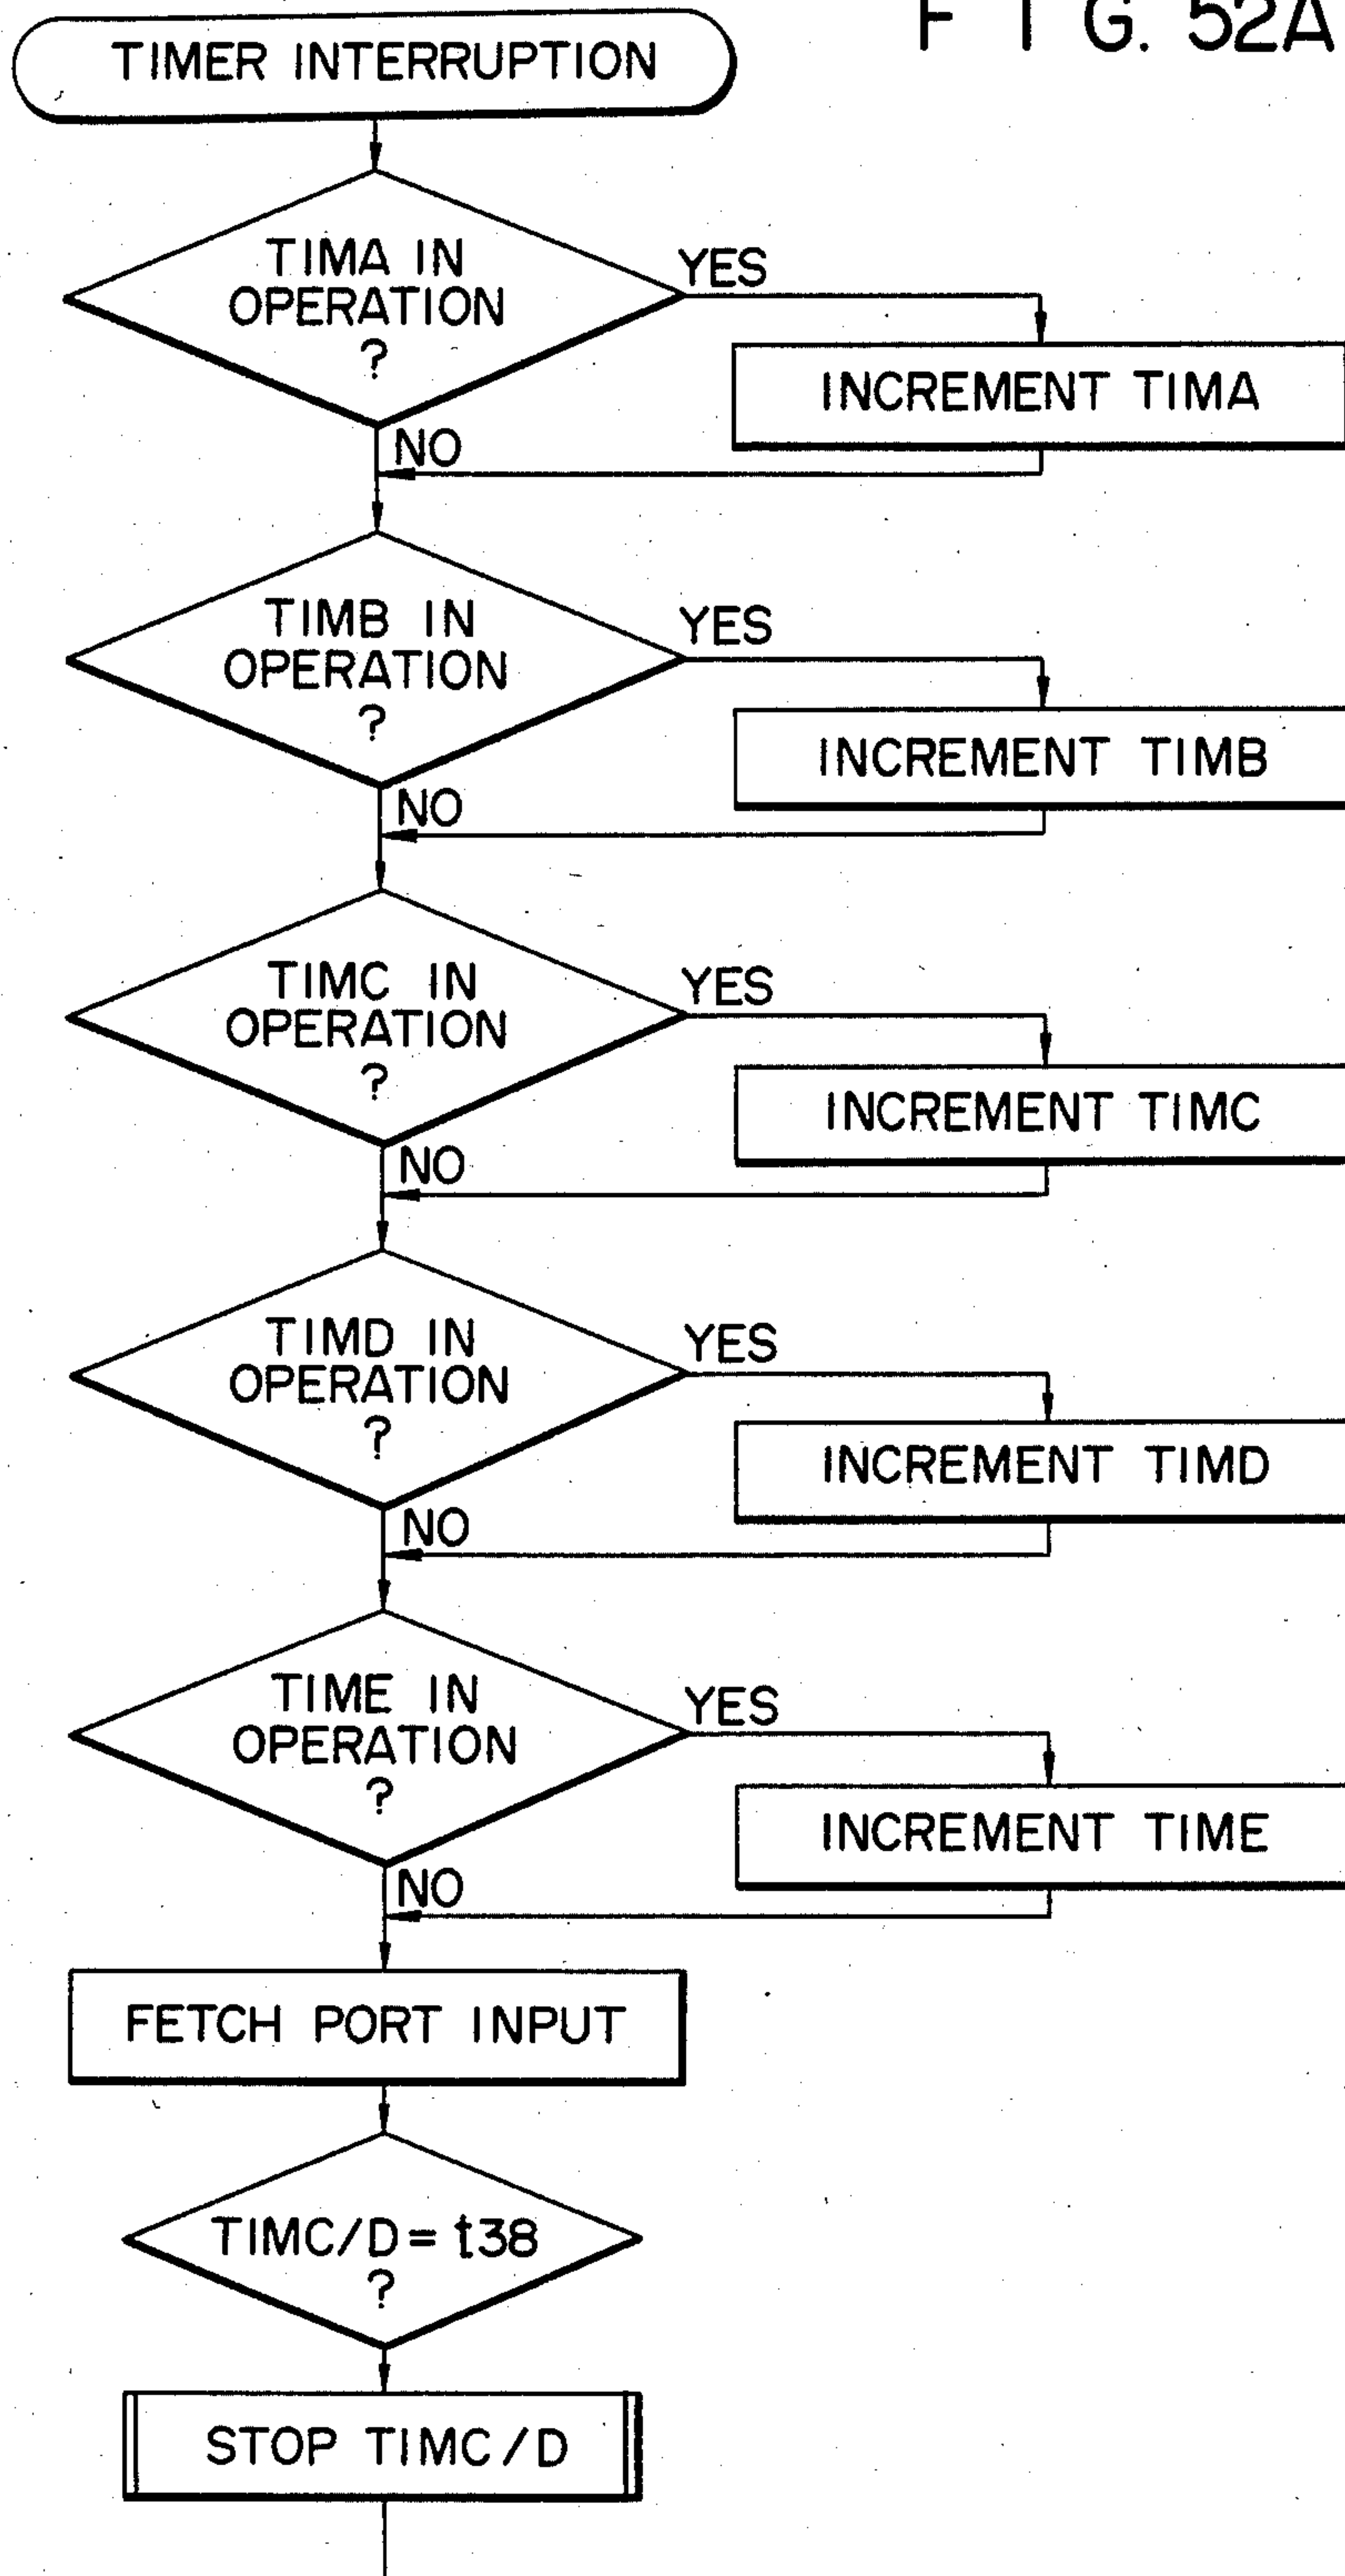 F I G. 52A
TIMER INTERRUPTION
TIMA IN
OPERATION
?
YES
INCREMENT TIMA
NO
TIMB IN
OPERATION
?
YES
INCREMENT TIMB
NO
TIMC IN
OPERATION
?
YES
INCREMENT TIMC
NO
TIMD IN
OPERATION
?
YES
INCREMENT TIMD
NO
TIME IN
OPERATION
?
YES
INCREMENT TIME
NO
FETCH PORT INPUT
TIMC/D = t38
?
STOP TIMC/D